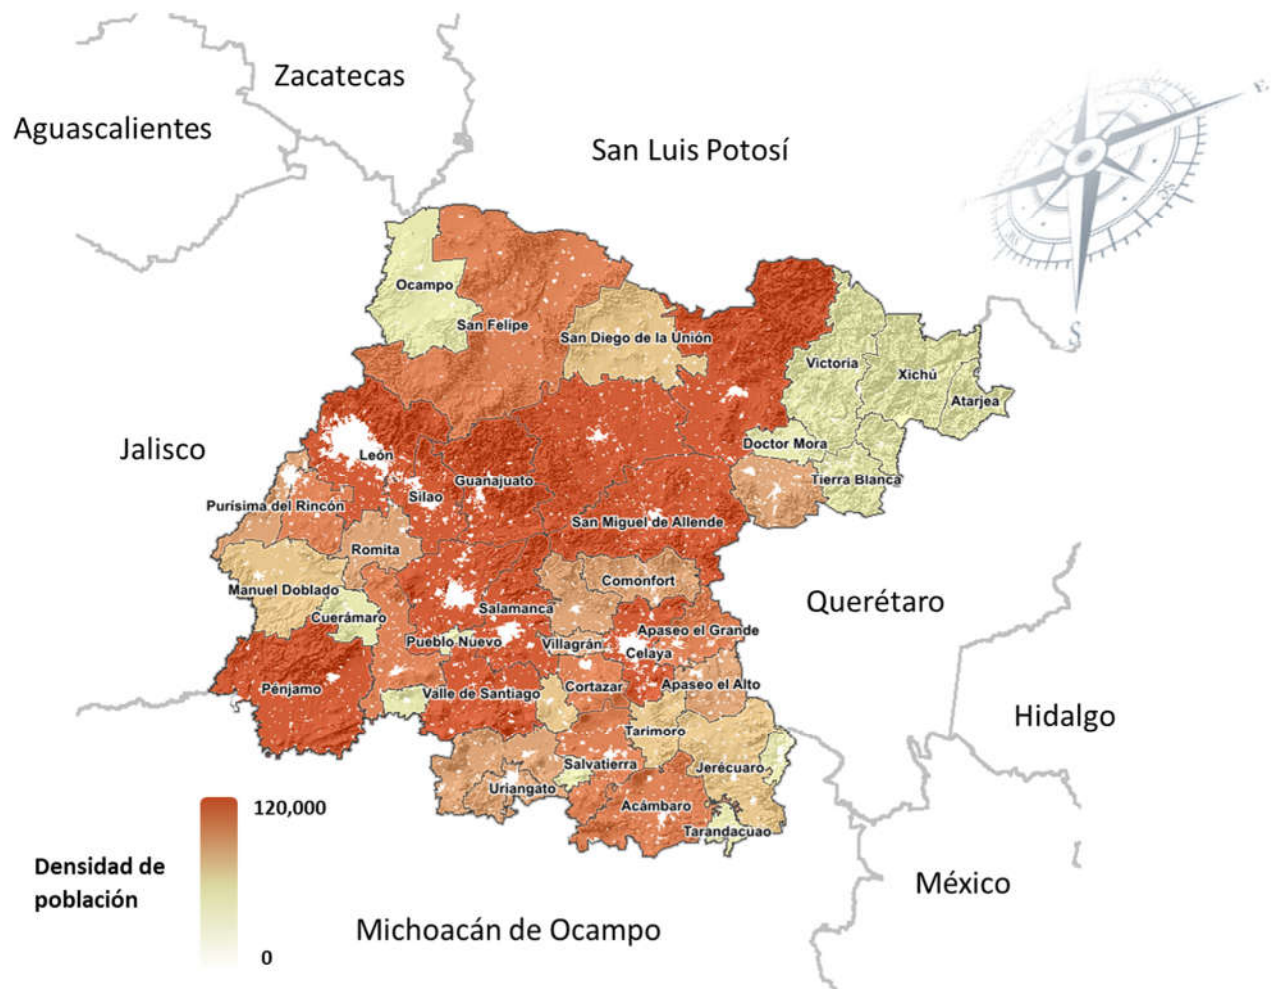 Zacatecas
Aguascalientes
San Luis Potosí
E
S
Ocampo
San Felipe
San Diego de la Unión
Victoria
Xichú
Atarjea
Jalisco
León
Doctor Mora
Guanajuato
Tierra Blanca
Silao
Purísima del Rincón
San Miguel de Allende
Romita
Comonfort
Manuel Doblado
Querétaro
Salamanca
Cuerámaro
Apaseo el Grande
Pueblo Nuevo
Villagrán
Celaya
Pénjamo
Valle de Santiago
Cortazar
Apaseo el Alto
Hidalgo
Tarimoro
Salvatierra
Jerécuaro
Uriangato
Acámbaro
Tarandacuao
120,000
Densidad de
población
0
México
Michoacán de Ocampo